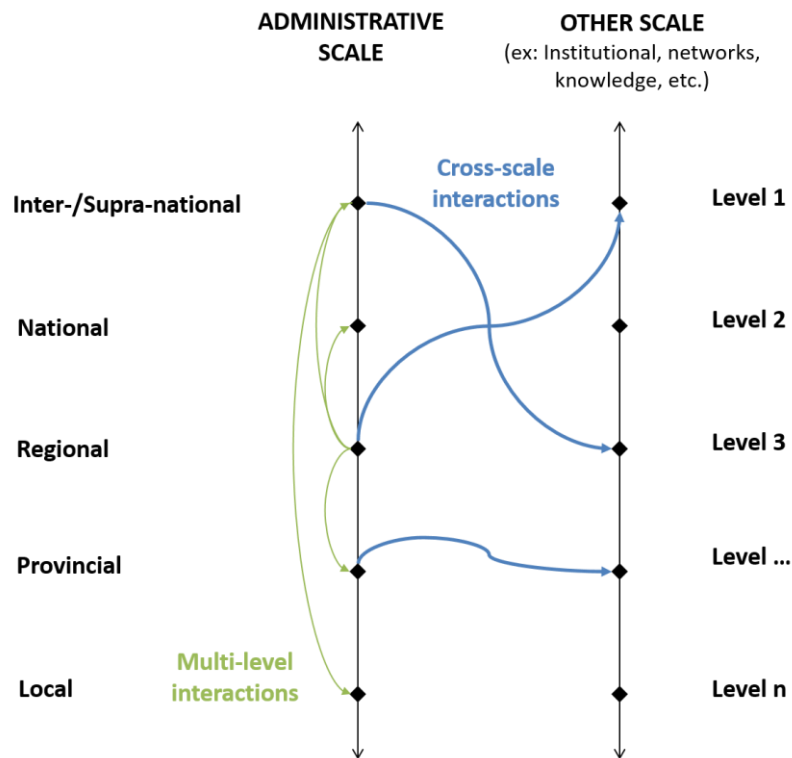 ADMINISTRATIVE
SCALE
OTHER SCALE
(ex: Institutional, networks,
knowledge, etc.)
Cross-scale
interactions
Inter-/Supra-national
Level 1
National
Level 2
Regional
Level 3
Provincial
Level ...
Multi-level
interactions
Local
Level n